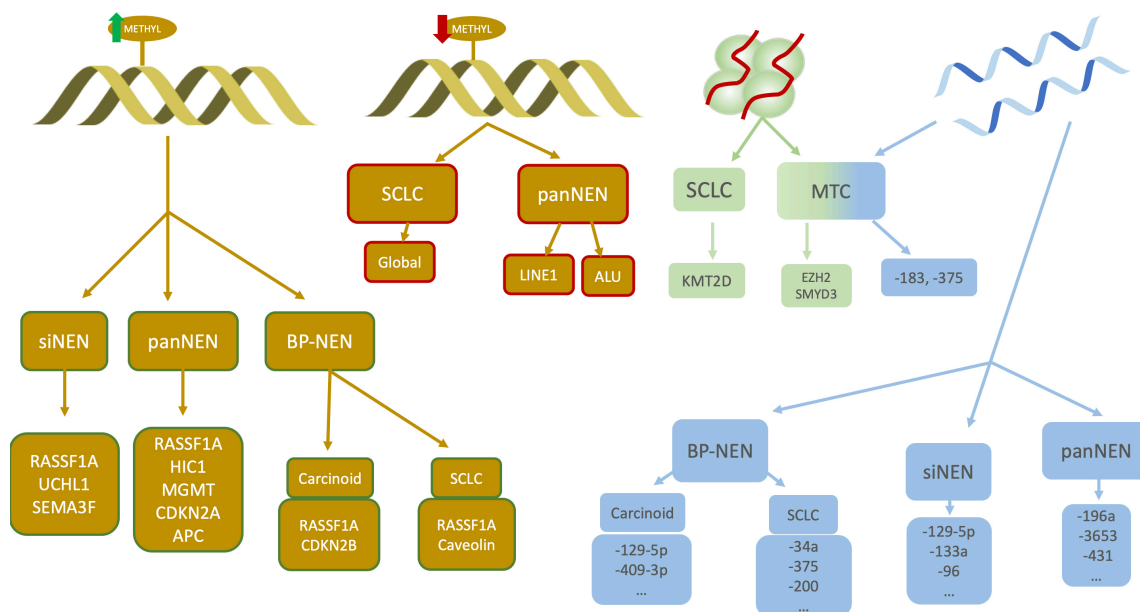 METHYL
METHYL
SCLC
panNEN
Global
LINE1
ALU
SCLC
MTC
KMT2D
EZH2
SMYD3
-183, -375
siNEN
panNEN
BP-NEN
RASSF1A
UCHL1
SEMA3F
RASSF1A
HIC1
MGMT
CDKN2A
APC
Carcinoid
RASSF1A
CDKN2B
SCLC
RASSF1A
Caveolin
BP-NEN
siNEN
panNEN
Carcinoid
-129-5p
-409-3p
...
SCLC
-34a
-375
-200
...
-129-5p
-133a
-96
...
-196a
-3653
-431
...